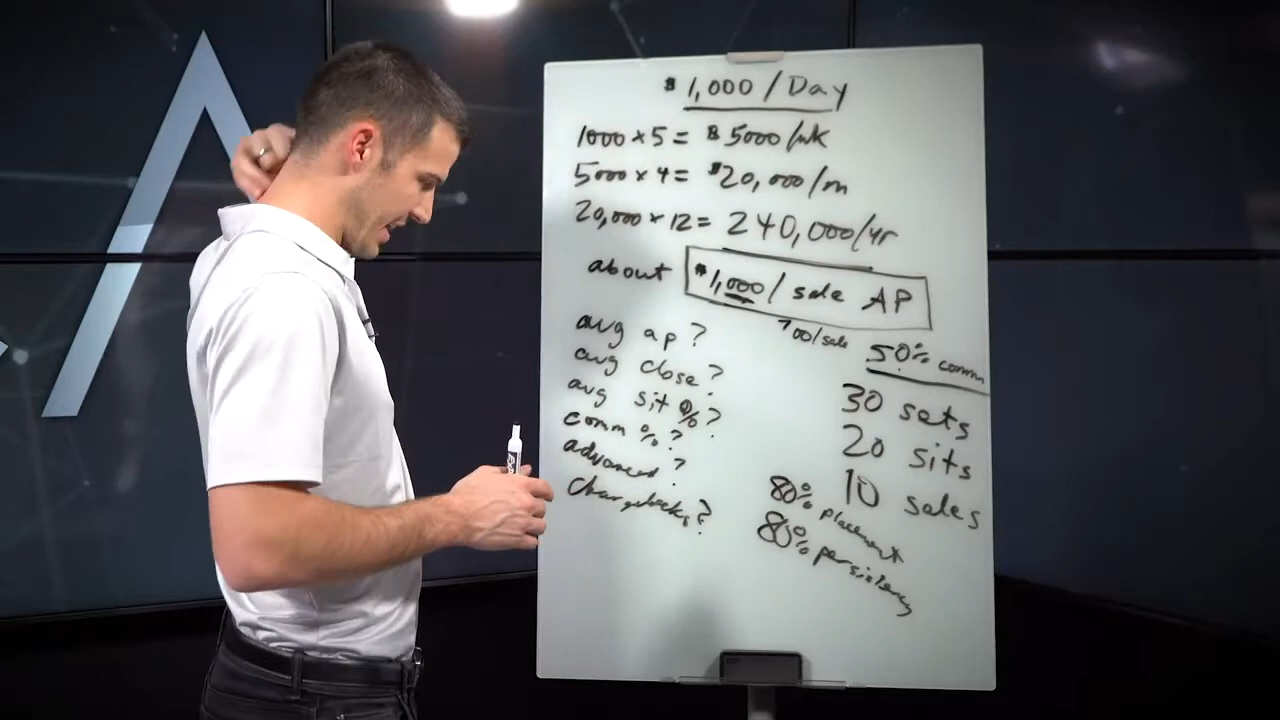 $1,000/Day
1000 x 5 = $5000/wk
5000 x 4 = $20,000/m
20,000 x 12 = 240,000/yr
about $1,000/ sale AP
700/sale
50% comm
avg ap?
avg close?
avg sit %?
comm %?
advanced?
chargebacks?
30 sets
20 sits
10 sales
80% placement
80% persistency
EXPO